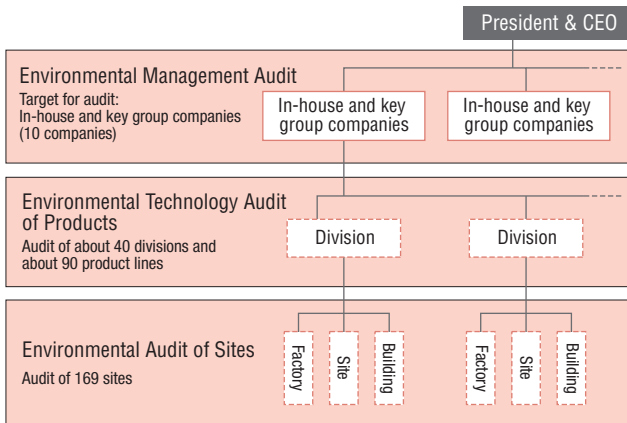 President & CEO
Environmental Management Audit
Target for audit:
In-house and key group companies
(10 companies)
In-house and key
group companies
In-house and key
group companies
Environmental Technology Audit
of Products
Audit of about 40 divisions and
about 90 product lines
Division
Division
Environmental Audit of Sites
Audit of 169 sites
Factory
Site
Building
Factory
Site
Building